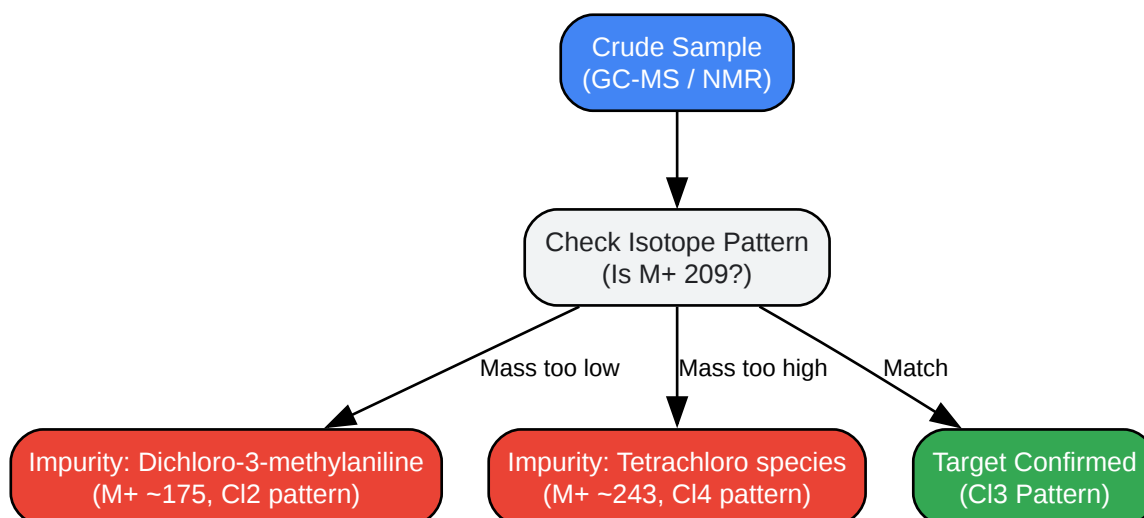 Crude Sample
(GC-MS / NMR)
Check Isotope Pattern
(Is M+ 209?)
Mass too low
Mass too high
Match
Impurity: Dichloro-3-methylaniline
(M+ ~175, Cl2 pattern)
Impurity: Tetrachloro species
(M+ ~243, Cl4 pattern)
Target Confirmed
(Cl3 Pattern)